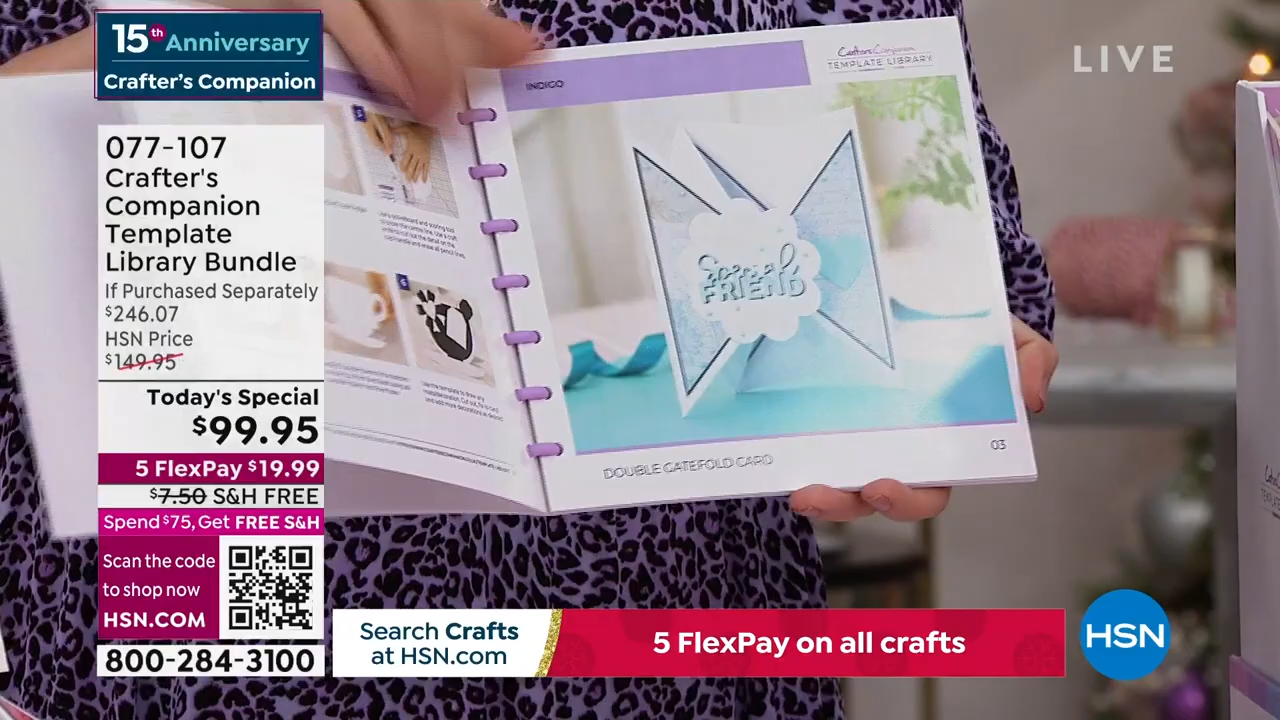 15th Anniversary
Crafter's Companion
077-107
Crafter's
Companion
Template
Library Bundle
If Purchased Separately
$246.07
HSN Price
$149.95
Today's Special
$99.95
5 FlexPay $19.99
$7.50 S&H FREE
Spend $75, Get FREE S&H
Scan the code
to shop now
HSN.COM
800-284-3100
LIVE
INDIGO
Crafter's Companion
TEMPLATE LIBRARY
Special
FRIEND
03
DOUBLE GATEFOLD CARD
Search Crafts
at HSN.com
5 FlexPay on all crafts
HSN